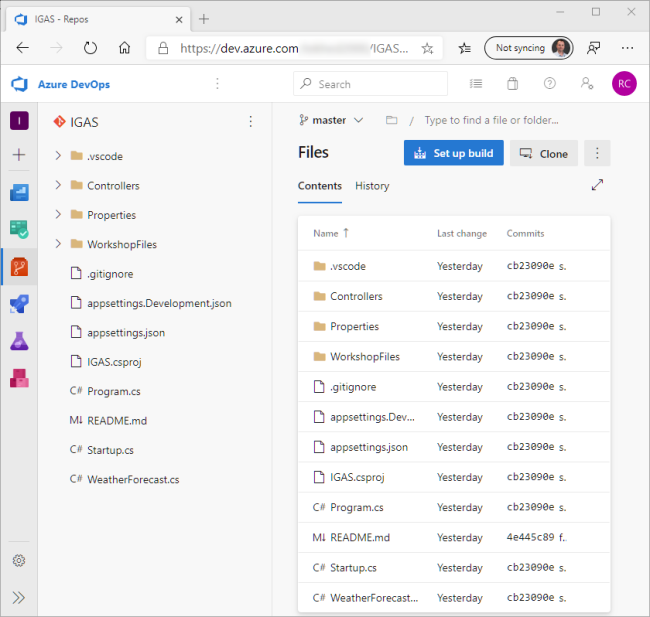 IGAS - Repos
https://dev.azure.com /IGAS...
Not syncing
Azure DevOps
Search
RC
I
IGAS
.vscode
Controllers
Properties
WorkshopFiles
.gitignore
appsettings.Development.json
appsettings.json
IGAS.csproj
C# Program.cs
M↓ README.md
C# Startup.cs
C# WeatherForecast.cs
master / Type to find a file or folder...
Files
Set up build
Clone
Contents History
Name ↑ Last change Commits
.vscode Yesterday cb23090e s.
Controllers Yesterday cb23090e s.
Properties Yesterday cb23090e s.
WorkshopFiles Yesterday cb23090e s.
.gitignore Yesterday cb23090e s.
appsettings.Dev... Yesterday cb23090e s.
appsettings.json Yesterday cb23090e s.
IGAS.csproj Yesterday cb23090e s.
C# Program.cs Yesterday cb23090e s.
M↓ README.md Yesterday 4e445c89 f.
C# Startup.cs Yesterday cb23090e s.
C# WeatherForecast... Yesterday cb23090e s.